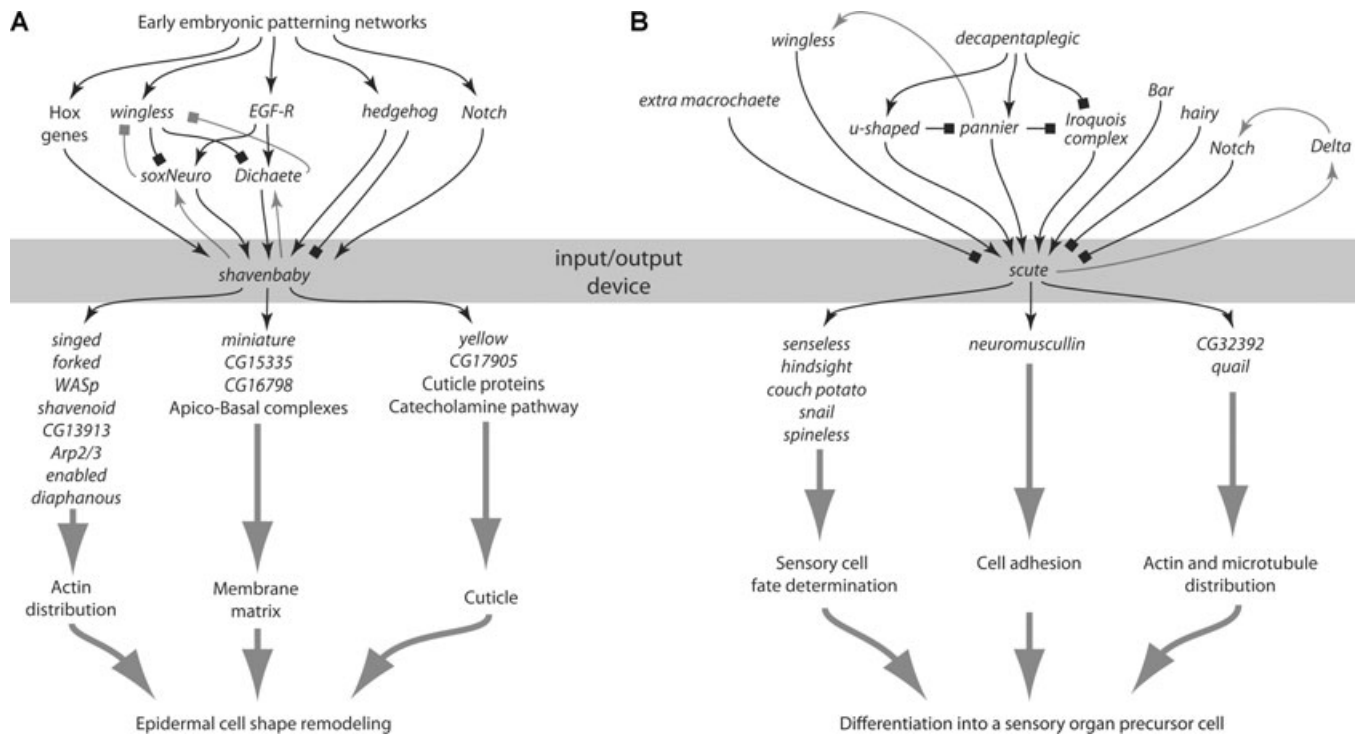 A
Early embryonic patterning networks
Hox
genes
wingless
EGF-R
hedgehog
Notch
soxNeuro
Dichaete
shavenbaby
singed
forked
WASp
shavenoid
CG13913
Arp2/3
enabled
diaphanous
miniature
CG15335
CG16798
Apico-Basal complexes
yellow
CG17905
Cuticle proteins
Catecholamine pathway
Actin
distribution
Membrane
matrix
Cuticle
Epidermal cell shape remodeling
input/output
device
B
wingless
decapentaplegic
extra macrochaete
u-shaped
pannier
Iroquois
complex
Bar
hairy
Notch
Delta
scute
senseless
hindsight
couch potato
snail
spineless
neuromuscullin
CG32392
quail
Sensory cell
fate determination
Cell adhesion
Actin and microtubule
distribution
Differentiation into a sensory organ precursor cell